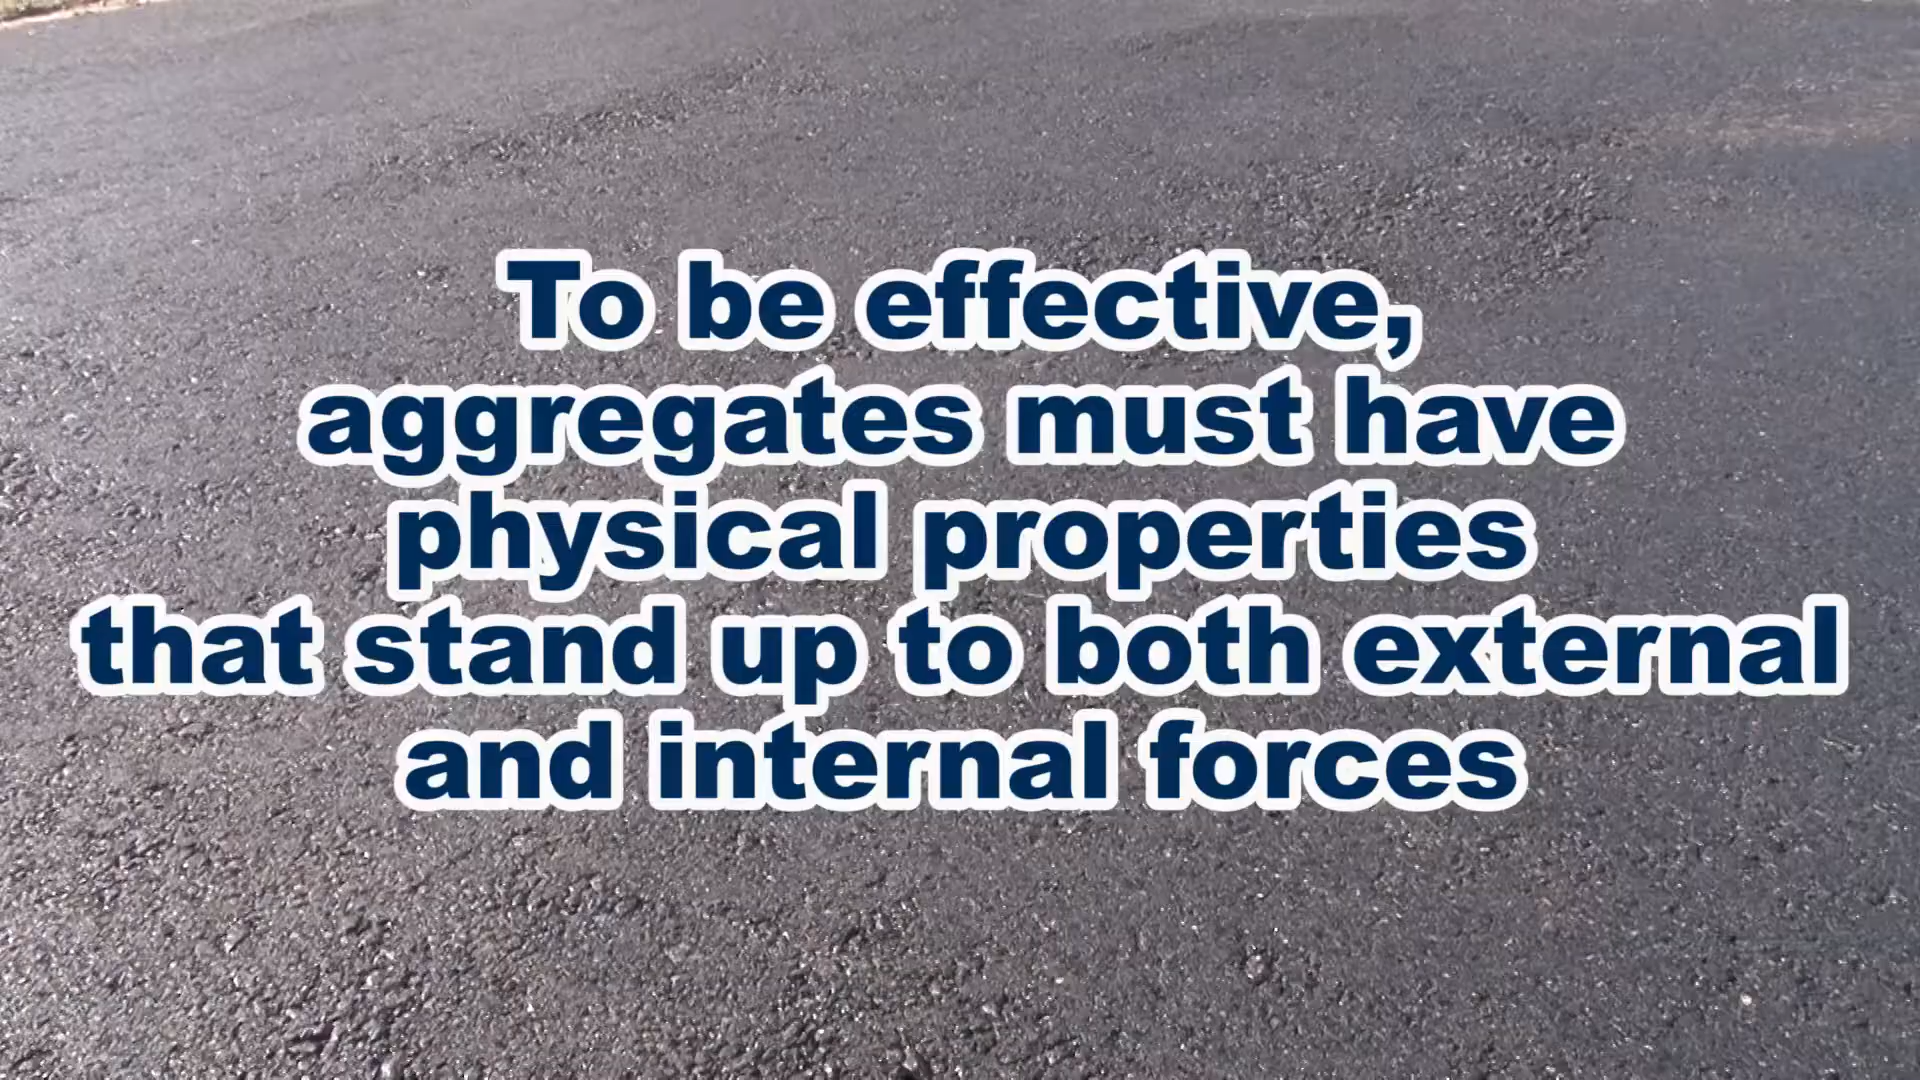 To be effective,
aggregates must have
physical properties
that stand up to both external
and internal forces